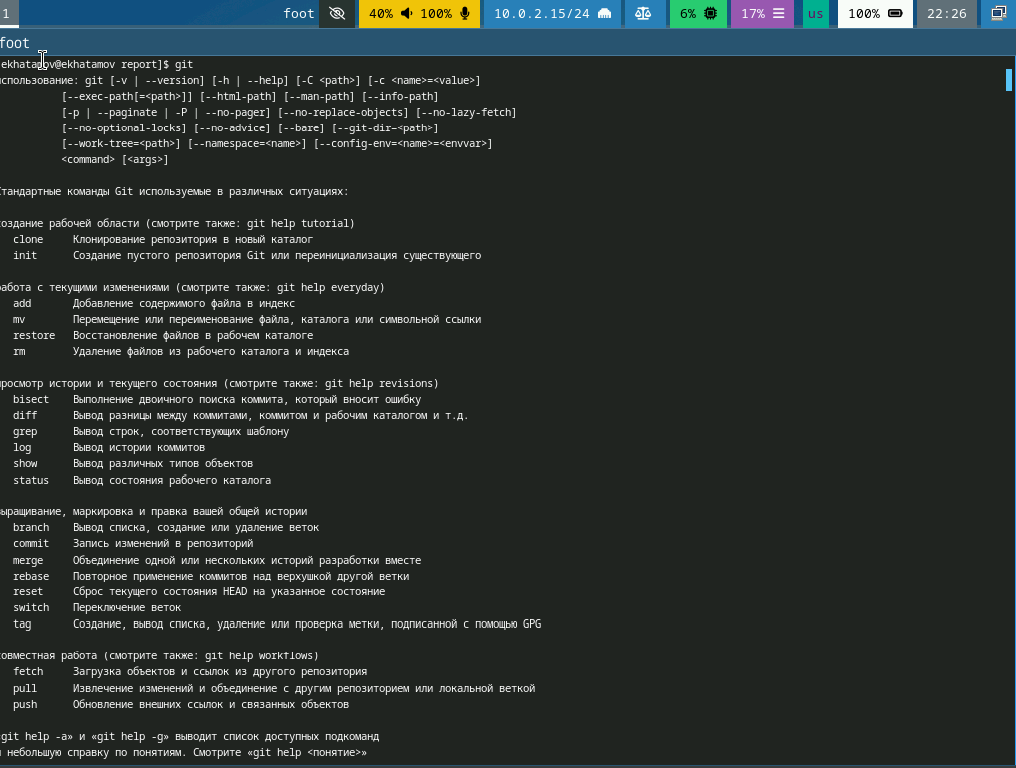 1 foot 40% 100% 10.0.2.15/24 6% 17% us 100% 22:26
foot
ekhatamov@ekhatamov report]$ git
использование: git [-v | --version] [-h | --help] [-C <path>] [-c <name>=<value>]
[--exec-path[=<path>]] [--html-path] [--man-path] [--info-path]
[-p | --paginate | -P | --no-pager] [--no-replace-objects] [--no-lazy-fetch]
[--no-optional-locks] [--no-advice] [--bare] [--git-dir=<path>]
[--work-tree=<path>] [--namespace=<name>] [--config-env=<name>=<envvar>]
<command> [<args>]
Стандартные команды Git используемые в различных ситуациях:
создание рабочей области (смотрите также: git help tutorial)
clone Клонирование репозитория в новый каталог
init Создание пустого репозитория Git или переинициализация существующего
работа с текущими изменениями (смотрите также: git help everyday)
add Добавление содержимого файла в индекс
mv Перемещение или переименование файла, каталога или символьной ссылки
restore Восстановление файлов в рабочем каталоге
rm Удаление файлов из рабочего каталога и индекса
просмотр истории и текущего состояния (смотрите также: git help revisions)
bisect Выполнение двоичного поиска коммита, который вносит ошибку
diff Вывод разницы между коммитами, коммитом и рабочим каталогом и т.д.
grep Вывод строк, соответствующих шаблону
log Вывод истории коммитов
show Вывод различных типов объектов
status Вывод состояния рабочего каталога
выращивание, маркировка и правка вашей общей истории
branch Вывод списка, создание или удаление веток
commit Запись изменений в репозиторий
merge Объединение одной или нескольких историй разработки вместе
rebase Повторное применение коммитов над верхушкой другой ветки
reset Сброс текущего состояния HEAD на указанное состояние
switch Переключение веток
tag Создание, вывод списка, удаление или проверка метки, подписанной с помощью GPG
совместная работа (смотрите также: git help workflows)
fetch Загрузка объектов и ссылок из другого репозитория
pull Извлечение изменений и объединение с другим репозиторием или локальной веткой
push Обновление внешних ссылок и связанных объектов
«git help -a» и «git help -g» выводит список доступных подкоманд
и небольшую справку по понятиям. Смотрите «git help <понятие>»